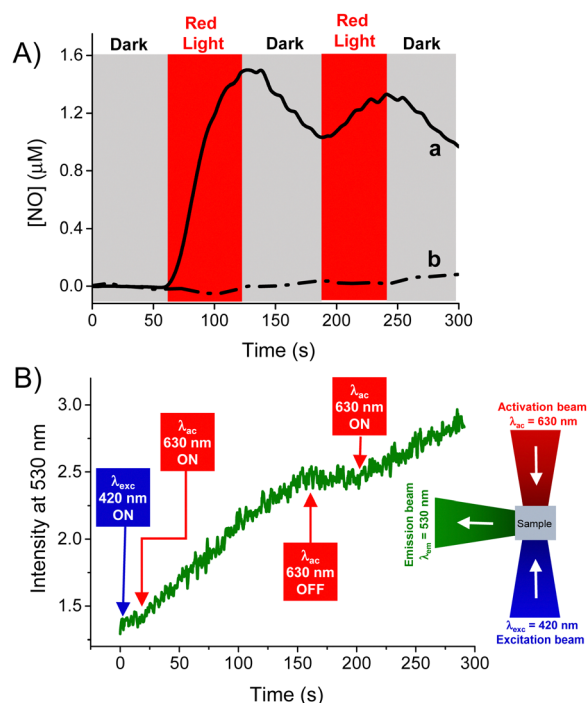 A)
Dark
Red
Light
Dark
Red
Light
Dark
[NO] (μM)
1.6
1.2
0.8
0.4
0.0
a
b
0 50 100 150 200 250 300
Time (s)
B)
Intensity at 530 nm
3.0
2.5
2.0
1.5
λexc
420 nm
ON
λac
630 nm
ON
λac
630 nm
OFF
λac
630 nm
ON
0 50 100 150 200 250 300
Time (s)
Activation beam
λac = 630 nm
Emission beam
λem = 530 nm
Sample
λexc = 420 nm
Excitation beam